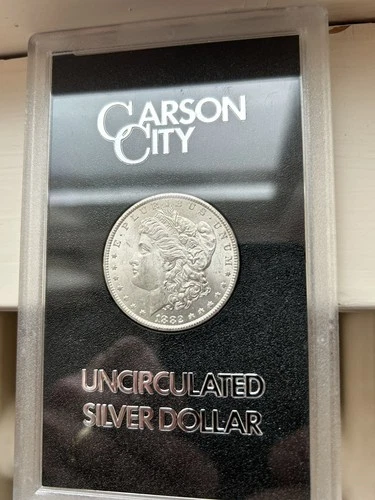 CARSON
CITY
E·PLURIBUS·UNUM·
1882
UNCIRCULATED
SILVER DOLLAR